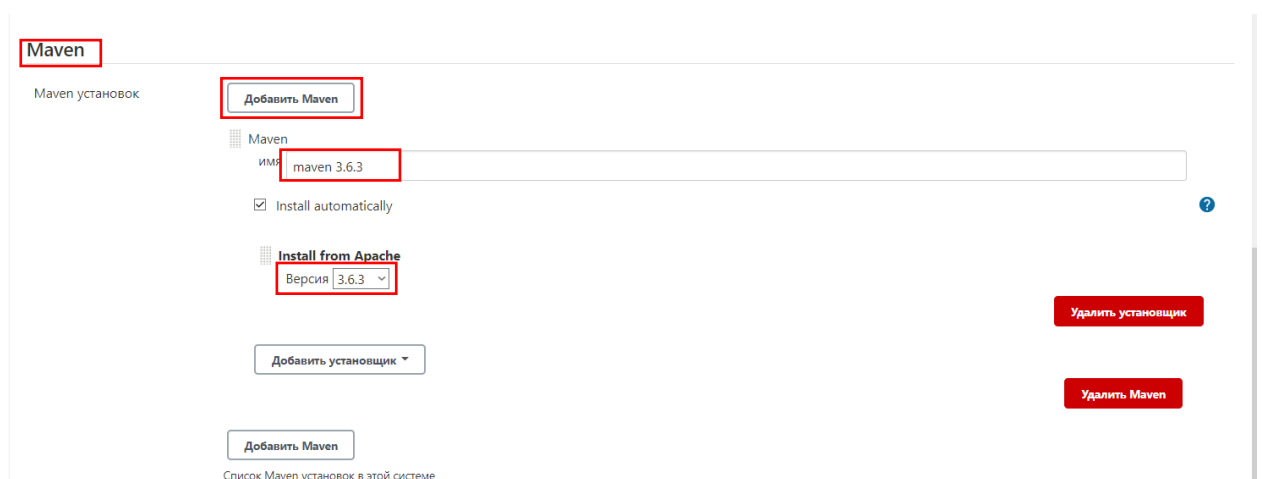 Maven
Maven установок
Добавить Maven
Maven
имя
maven 3.6.3
Install automatically
?
Install from Apache
Версия 3.6.3
Удалить установщик
Добавить установщик
Удалить Maven
Добавить Maven
Список Maven установок в этой системе